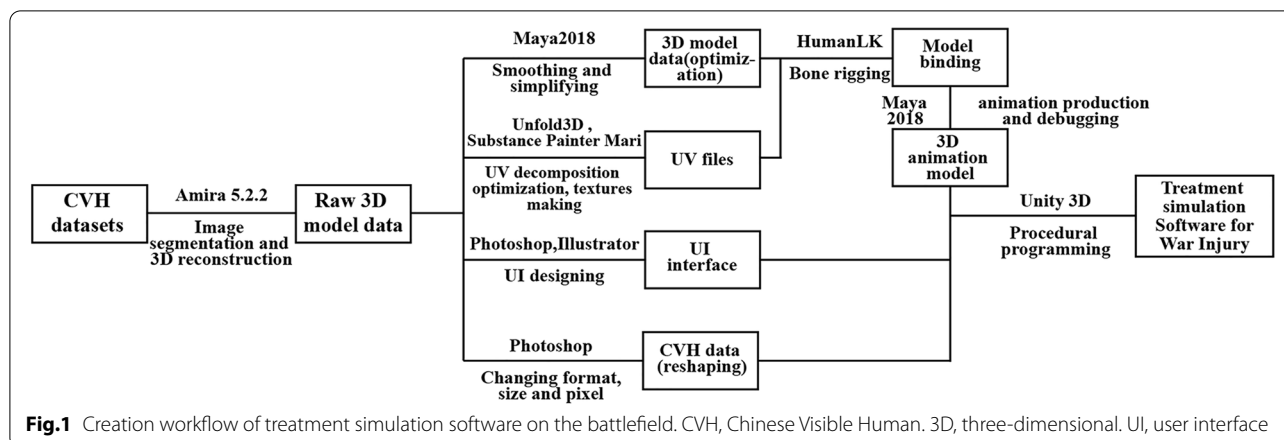 Maya2018
Smoothing and
simplifying
3D model
data(optimiz-
ation)
HumanLK
Bone rigging
Model
binding
Maya
2018
animation production
and debugging
Unfold3D ,
Substance Painter Mari
UV decomposition
optimization, textures
making
UV files
3D
animation
model
CVH
datasets
Amira 5.2.2
Image
segmentation and
3D reconstruction
Raw 3D
model data
Unity 3D
Procedural
programming
Treatment
simulation
Software for
War Injury
Photoshop,Illustrator
UI designing
UI
interface
Photoshop
Changing format,
size and pixel
CVH data
(reshaping)
Fig.1 Creation workflow of treatment simulation software on the battlefield. CVH, Chinese Visible Human. 3D, three-dimensional. UI, user interface